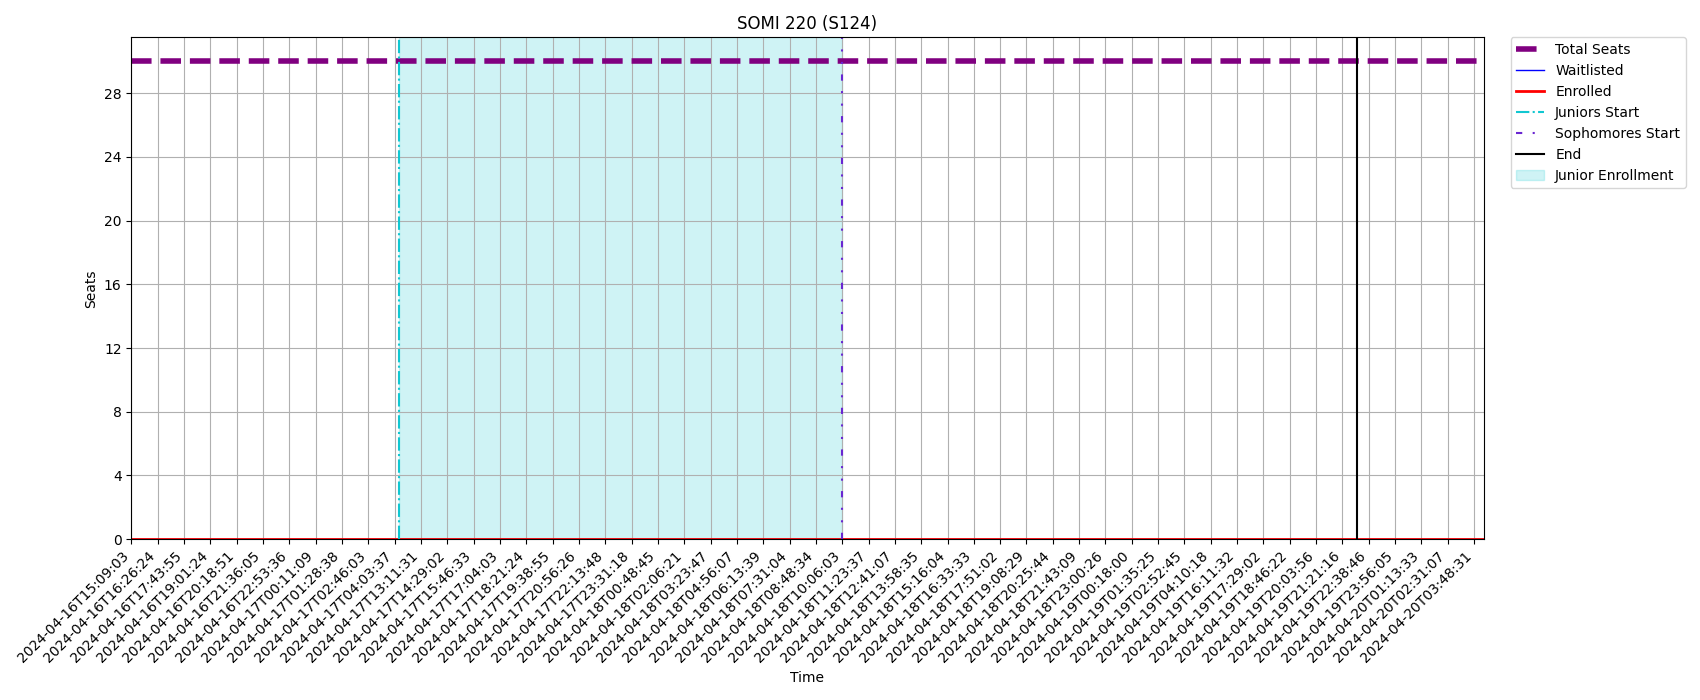 SOMI 220 (S124)
Total Seats
Waitlisted
Enrolled
Juniors Start
Sophomores Start
End
Junior Enrollment
Seats
28
24
20
16
12
8
4
0
2024-04-16T15:09:03
2024-04-16T16:26:24
2024-04-16T17:43:55
2024-04-16T19:01:24
2024-04-16T20:18:51
2024-04-16T21:36:05
2024-04-16T22:53:36
2024-04-17T00:11:09
2024-04-17T01:28:38
2024-04-17T02:46:03
2024-04-17T04:03:37
2024-04-17T13:11:31
2024-04-17T14:29:02
2024-04-17T15:46:33
2024-04-17T17:04:03
2024-04-17T18:21:24
2024-04-17T19:38:55
2024-04-17T20:56:26
2024-04-17T22:13:48
2024-04-17T23:31:18
2024-04-18T00:48:45
2024-04-18T02:06:21
2024-04-18T03:23:47
2024-04-18T04:56:07
2024-04-18T06:13:39
2024-04-18T07:31:04
2024-04-18T08:48:34
2024-04-18T10:06:03
2024-04-18T11:23:37
2024-04-18T12:41:07
2024-04-18T13:58:35
2024-04-18T15:16:04
2024-04-18T16:33:33
2024-04-18T17:51:02
2024-04-18T19:08:29
2024-04-18T20:25:44
2024-04-18T21:43:09
2024-04-18T23:00:26
2024-04-19T00:18:00
2024-04-19T01:35:25
2024-04-19T02:52:45
2024-04-19T04:10:18
2024-04-19T16:11:32
2024-04-19T17:29:02
2024-04-19T18:46:22
2024-04-19T20:03:56
2024-04-19T21:21:16
2024-04-19T22:38:46
2024-04-19T23:56:05
2024-04-20T01:13:33
2024-04-20T02:31:07
2024-04-20T03:48:31
Time